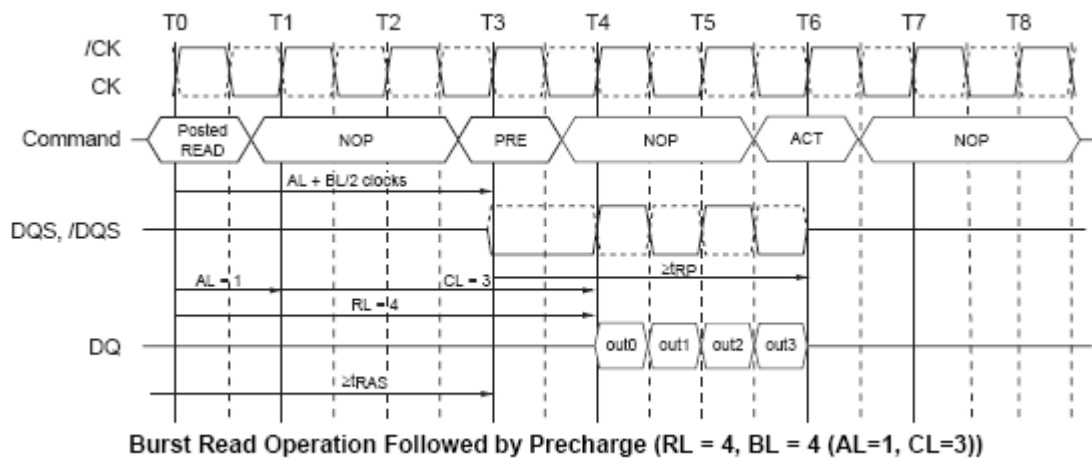 T0 T1 T2 T3 T4 T5 T6 T7 T8
/CK
CK
Command Posted READ NOP PRE NOP ACT NOP
AL + BL/2 clocks
DQS, /DQS
≥tRP
AL = 1 CL = 3
RL = 4
DQ out0 out1 out2 out3
≥tRAS
Burst Read Operation Followed by Precharge (RL = 4, BL = 4 (AL=1, CL=3))